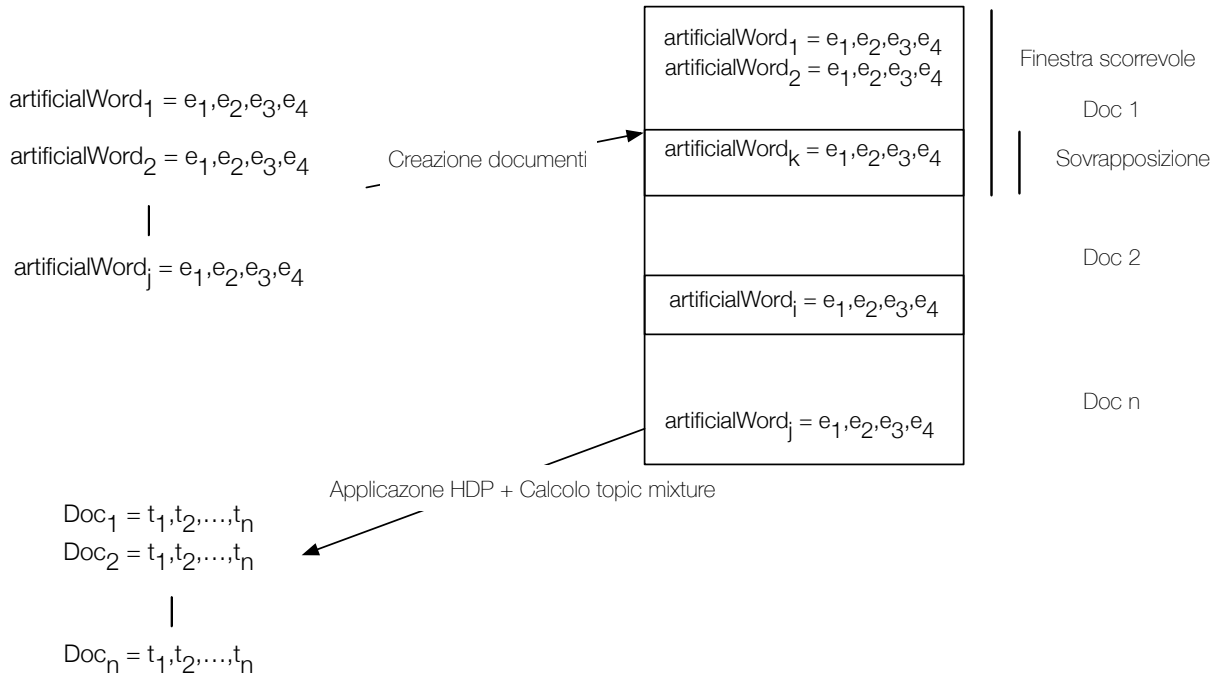 artificialWord₁ = e₁,e₂,e₃,e₄
artificialWord₂ = e₁,e₂,e₃,e₄
artificialWordⱼ = e₁,e₂,e₃,e₄
Creazione documenti
artificialWord₁ = e₁,e₂,e₃,e₄
artificialWord₂ = e₁,e₂,e₃,e₄
artificialWordₖ = e₁,e₂,e₃,e₄
artificialWordᵢ = e₁,e₂,e₃,e₄
artificialWordⱼ = e₁,e₂,e₃,e₄
Finestra scorrevole
Doc 1
Sovrapposizione
Doc 2
Doc n
Applicazone HDP + Calcolo topic mixture
Doc₁ = t₁,t₂,…,tₙ
Doc₂ = t₁,t₂,…,tₙ
Docₙ = t₁,t₂,…,tₙ